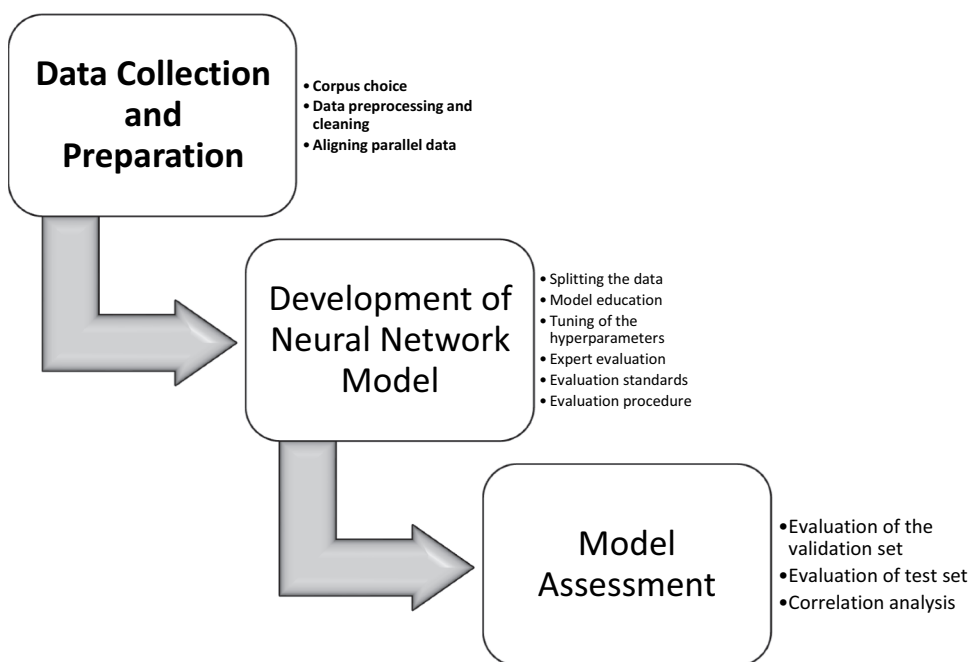 Data Collection
and
Preparation
• Corpus choice
• Data preprocessing and
cleaning
• Aligning parallel data
Development of
Neural Network
Model
• Splitting the data
• Model education
• Tuning of the
hyperparameters
• Expert evaluation
• Evaluation standards
• Evaluation procedure
Model
Assessment
•Evaluation of the
validation set
•Evaluation of test set
•Correlation analysis